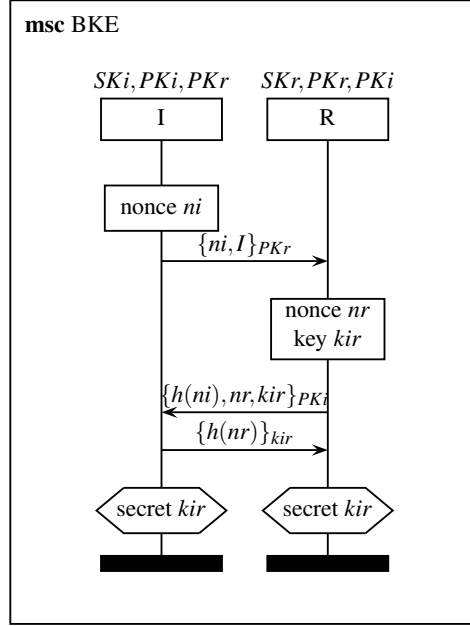 msc BKE
SKi, PKi, PKr SKr, PKr, PKi
I R
nonce ni
{ni, I}PKr
nonce nr
key kir
{h(ni), nr, kir}PKi
{h(nr)}kir
secret kir secret kir